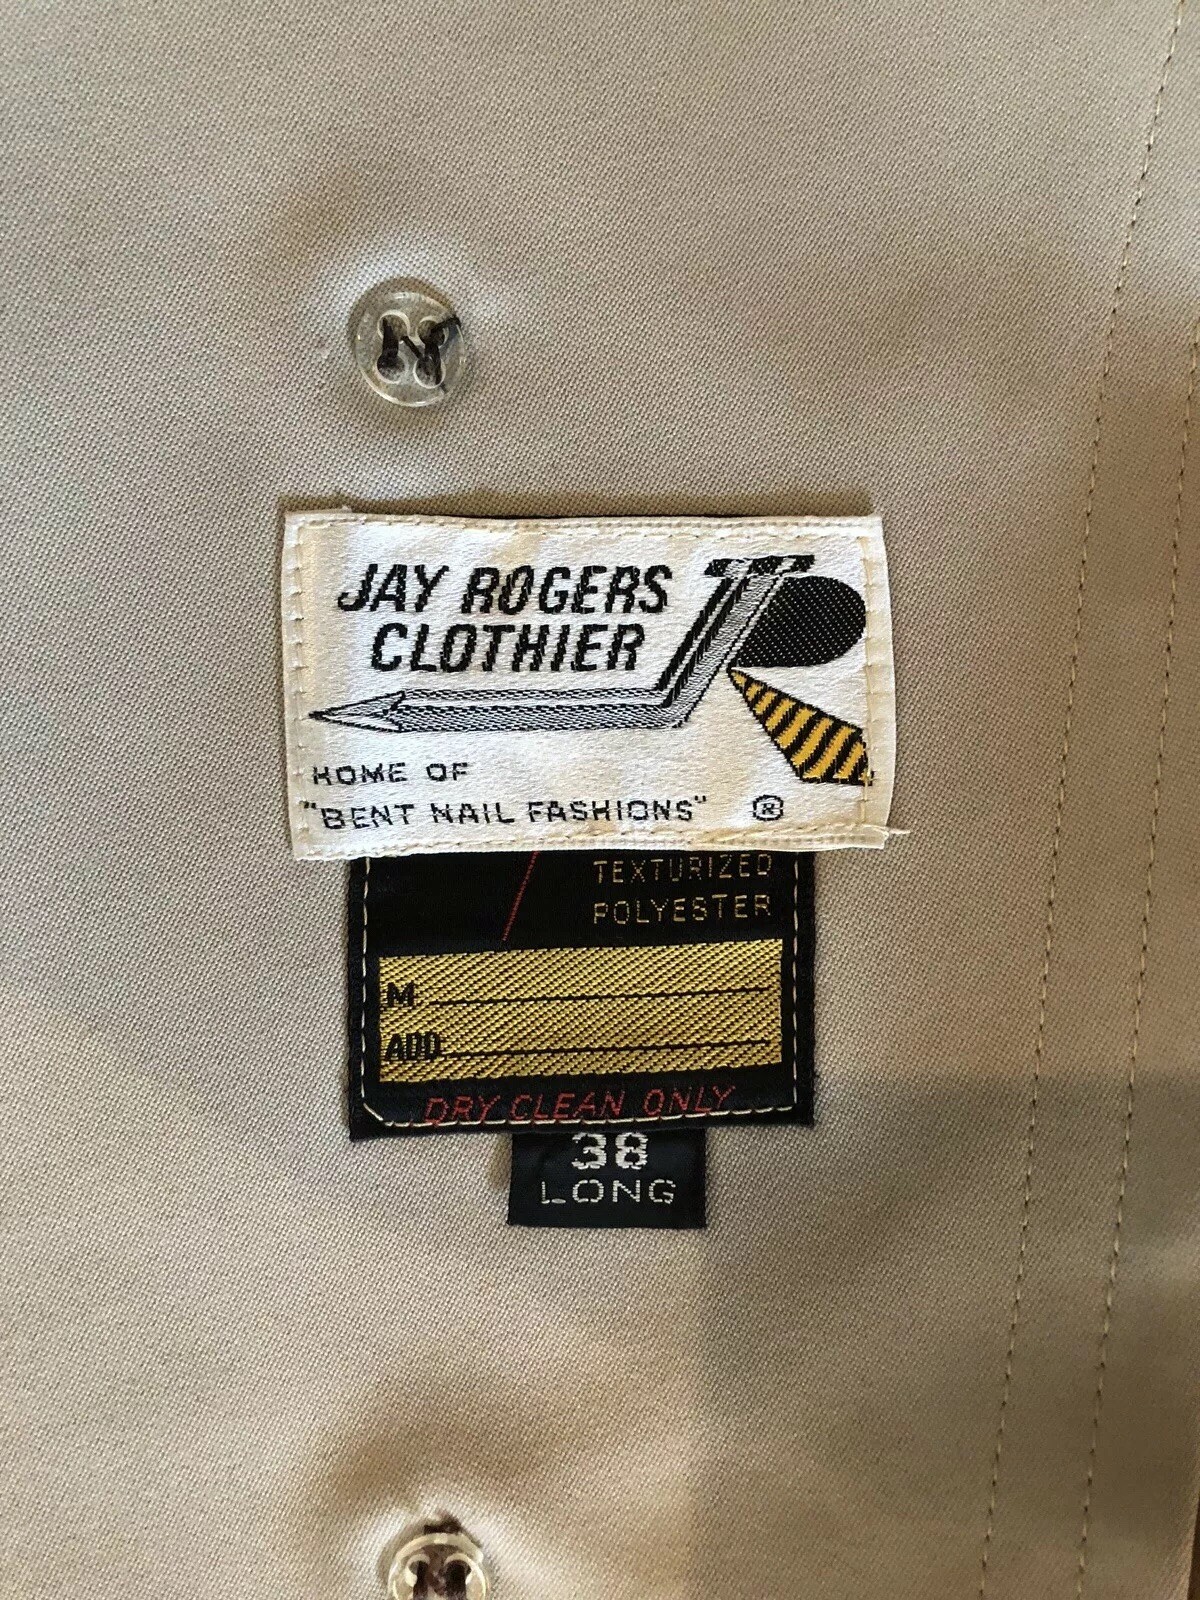 JAY ROGERS
CLOTHIER
HOME OF
"BENT NAIL FASHIONS" ®
TEXTURIZED
POLYESTER
M.
ADD.
DRY CLEAN ONLY
38
LONG